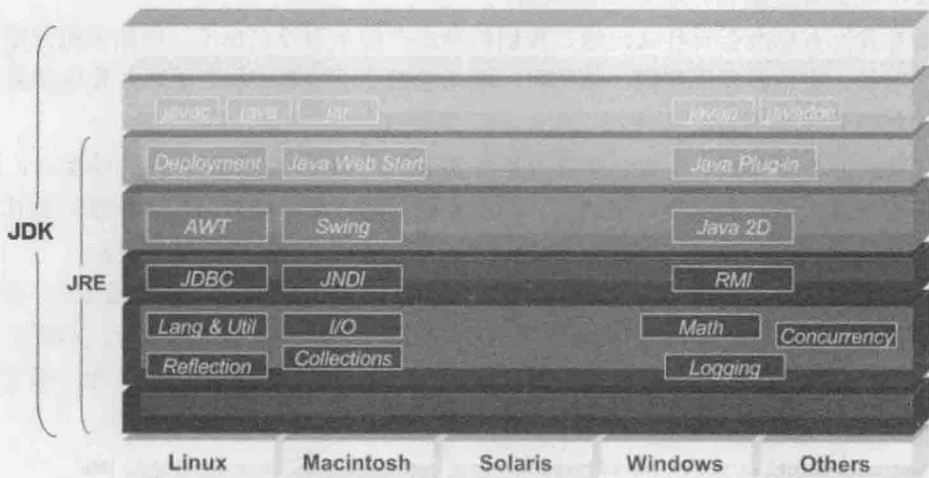 javac java jar javap javadoc
Deployment Java Web Start Java Plug-in
JDK
AWT Swing Java 2D
JRE
JDBC JNDI RMI
Lang & Util I/O Math Concurrency
Reflection Collections Logging
Linux Macintosh Solaris Windows Others